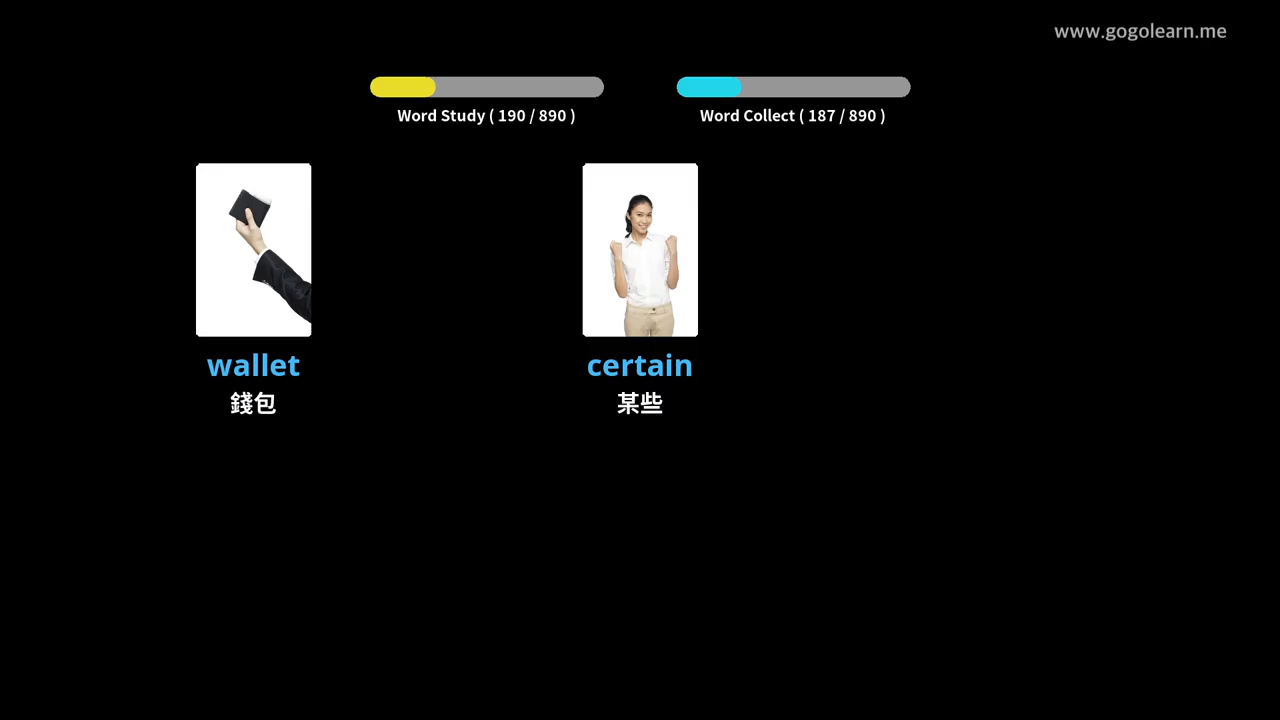 www.gogolearn.me
Word Study ( 190 / 890 )
Word Collect ( 187 / 890 )
wallet
錢包
certain
某些